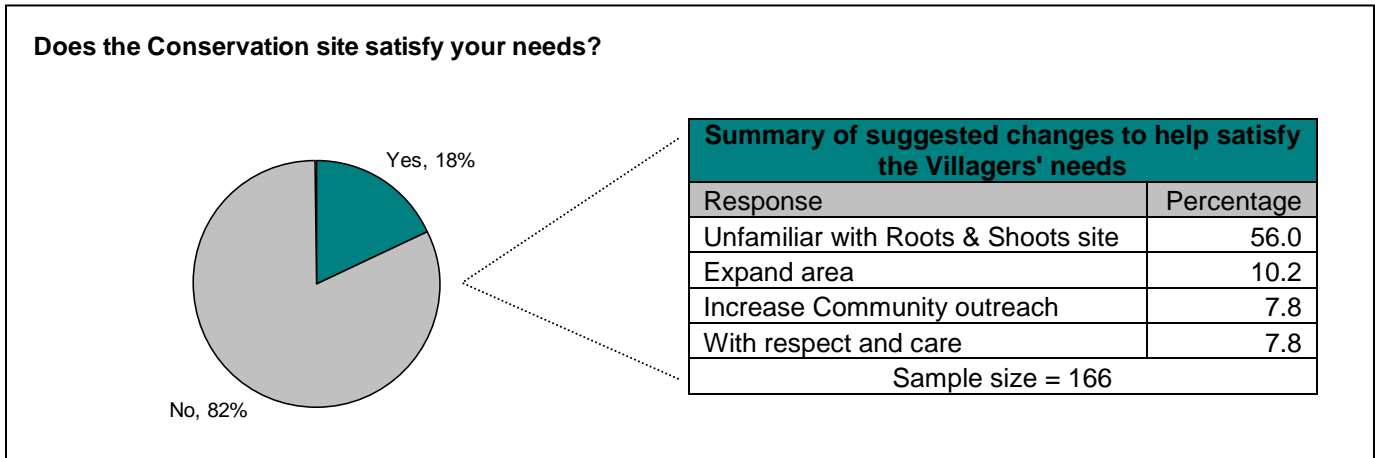 Does the Conservation site satisfy your needs?
Yes, 18%
No, 82%
Summary of suggested changes to help satisfy
the Villagers' needs
Response Percentage
Unfamiliar with Roots & Shoots site 56.0
Expand area 10.2
Increase Community outreach 7.8
With respect and care 7.8
Sample size = 166